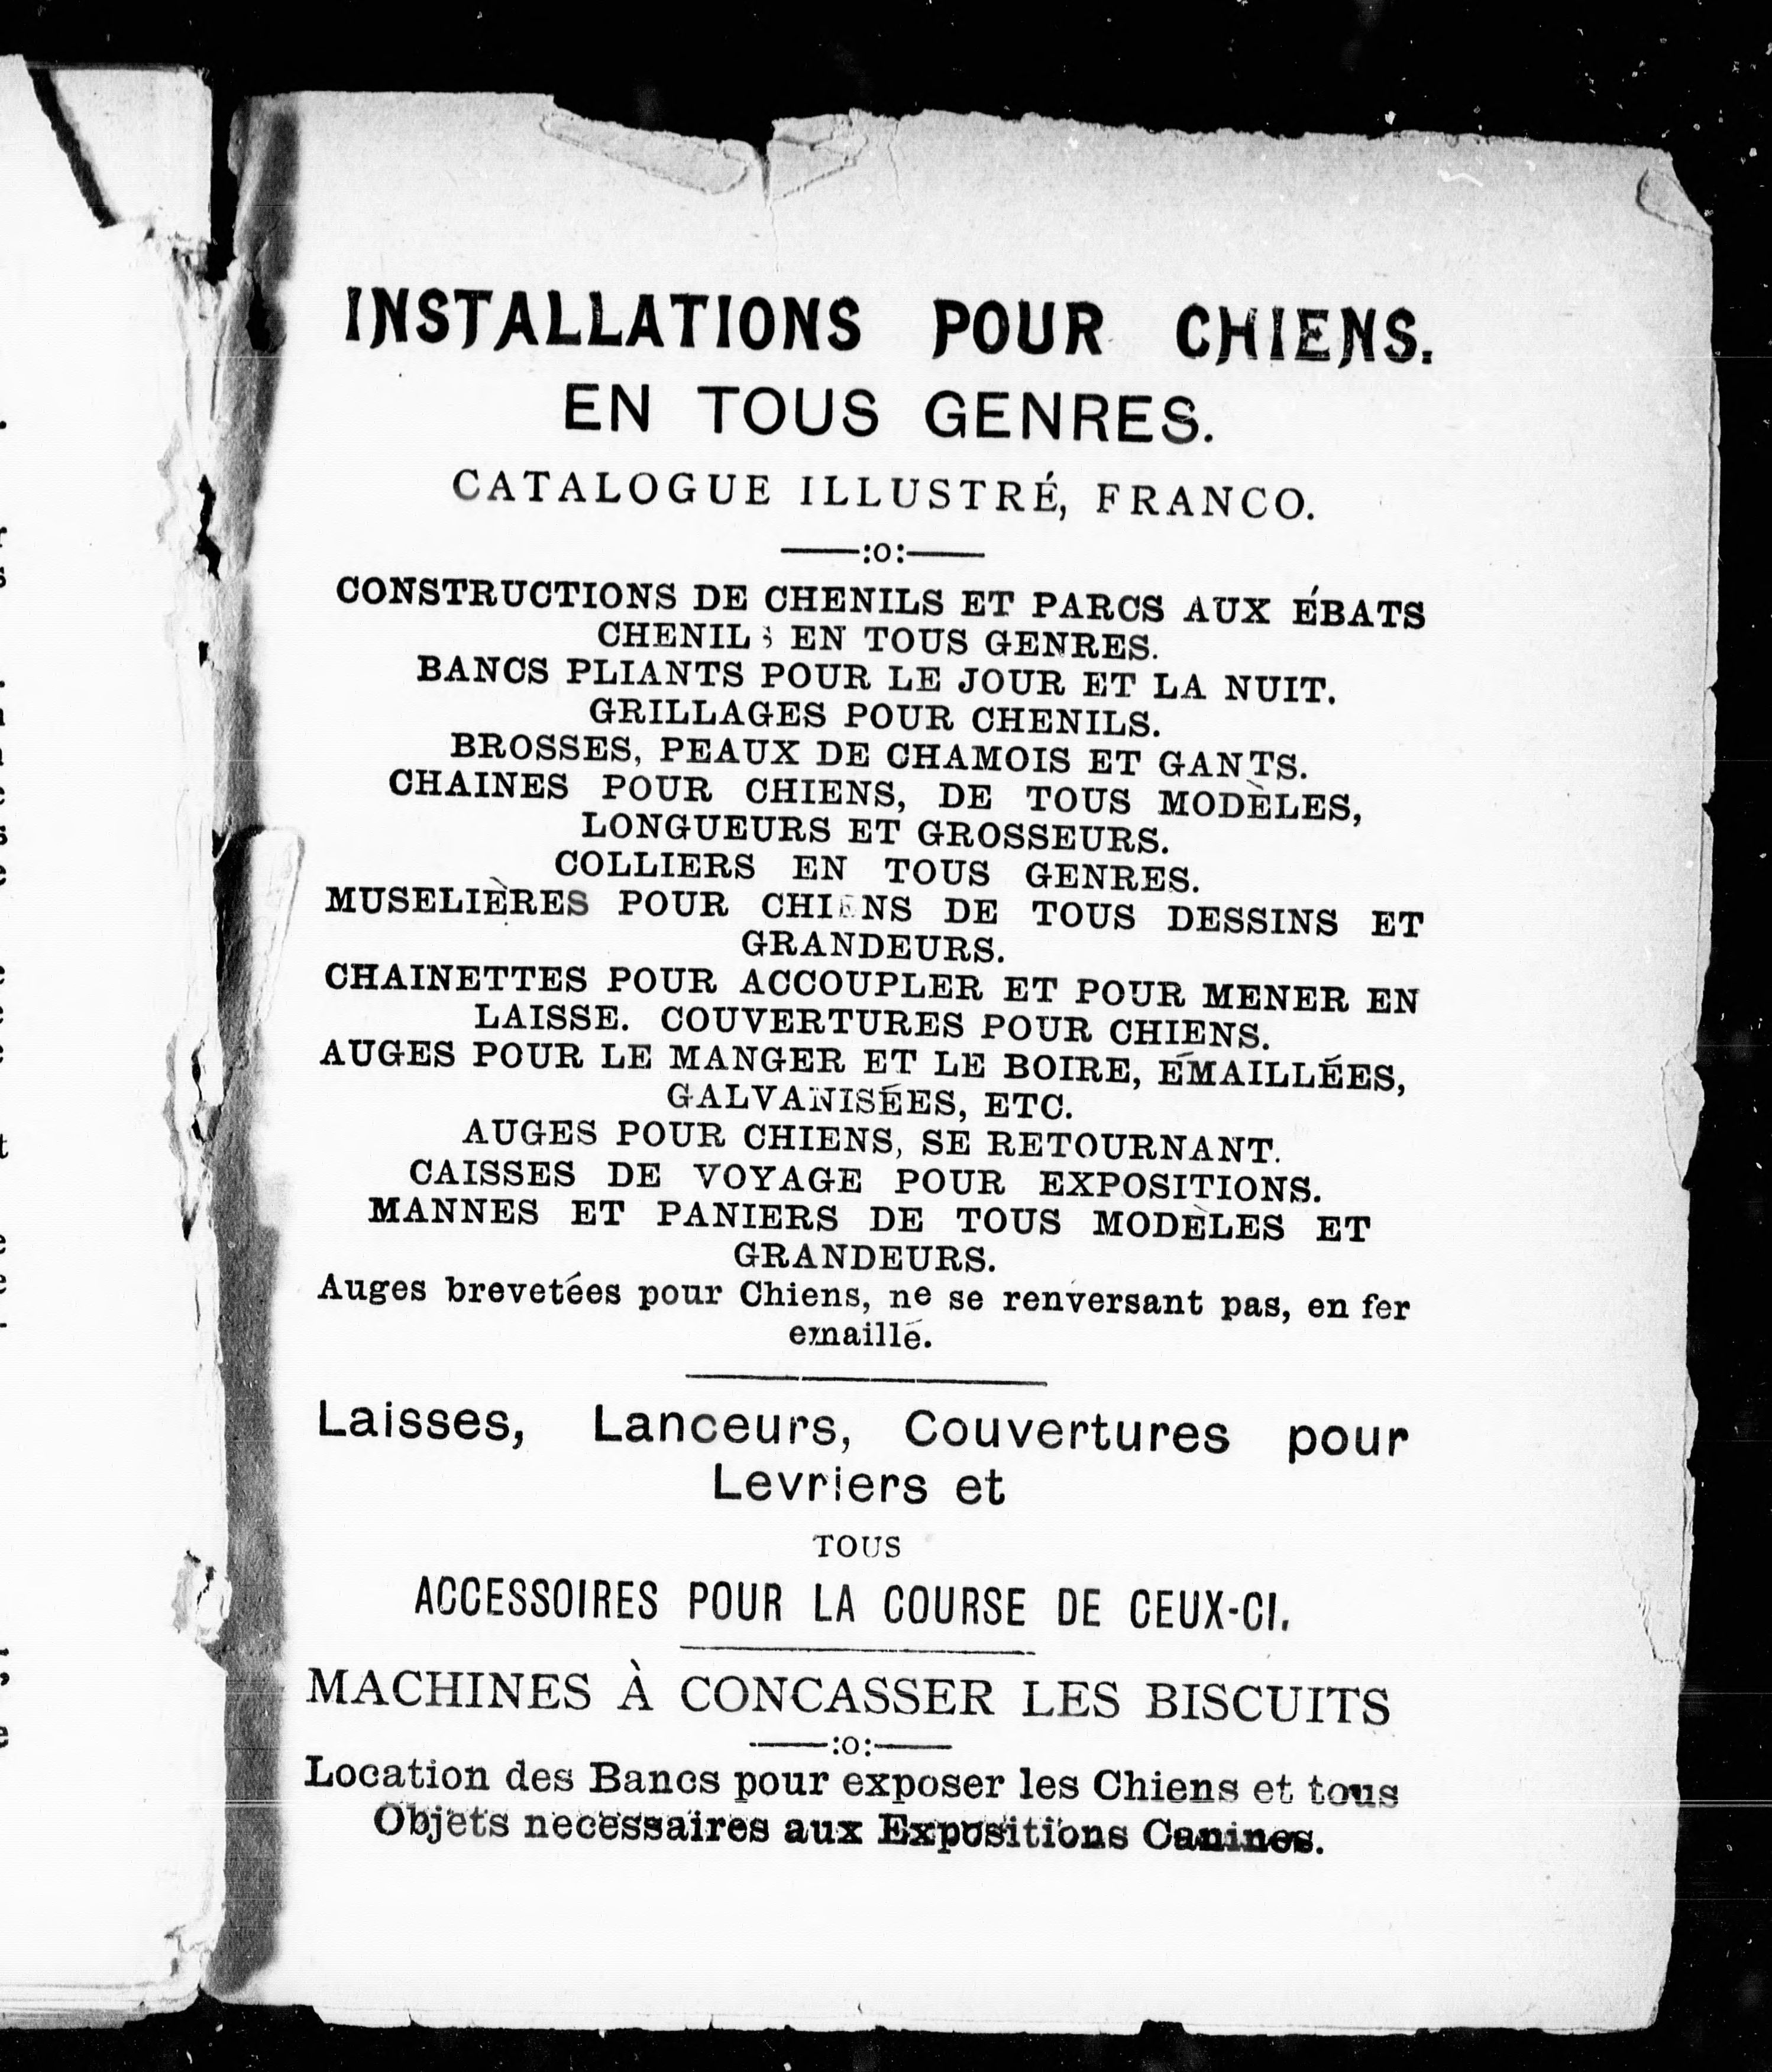 INSTALLATIONS POUR CHIENS.
EN TOUS GENRES.
CATALOGUE ILLUSTRÉ, FRANCO.
——:o:——
CONSTRUCTIONS DE CHENILS ET PARCS AUX ÉBATS
CHENILS EN TOUS GENRES.
BANCS PLIANTS POUR LE JOUR ET LA NUIT.
GRILLAGES POUR CHENILS.
BROSSES, PEAUX DE CHAMOIS ET GANTS.
CHAINES POUR CHIENS, DE TOUS MODÈLES,
LONGUEURS ET GROSSEURS.
COLLIERS EN TOUS GENRES.
MUSELIÈRES POUR CHIENS DE TOUS DESSINS ET
GRANDEURS.
CHAINETTES POUR ACCOUPLER ET POUR MENER EN
LAISSE. COUVERTURES POUR CHIENS.
AUGES POUR LE MANGER ET LE BOIRE, ÉMAILLÉES,
GALVANISÉES, ETC.
AUGES POUR CHIENS, SE RETOURNANT.
CAISSES DE VOYAGE POUR EXPOSITIONS.
MANNES ET PANIERS DE TOUS MODÈLES ET
GRANDEURS.
Auges brevetées pour Chiens, ne se renversant pas, en fer
emaillé.
Laisses, Lanceurs, Couvertures pour
Levriers et
TOUS
ACCESSOIRES POUR LA COURSE DE CEUX-CI.
MACHINES À CONCASSER LES BISCUITS
——:o:——
Location des Bancs pour exposer les Chiens et tous
Objets necessaires aux Expositions Canines.